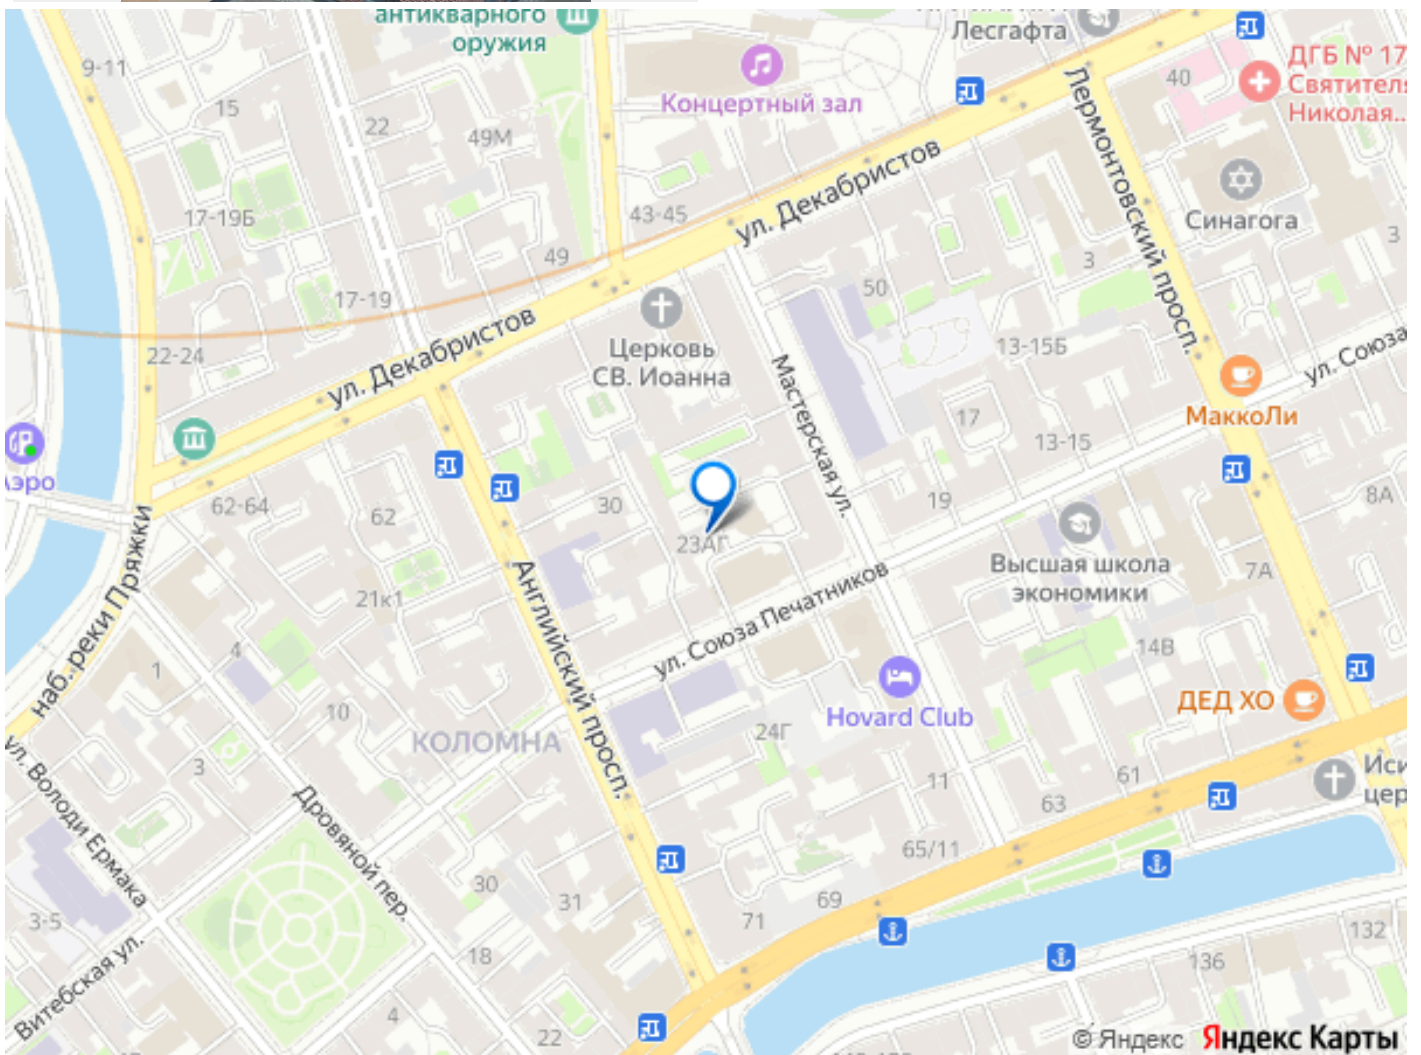 антикварного
оружия
Лесгафта
9-11
15
22
49М
Концертный зал
40
ДГБ № 17
Святителя
Николая...
Лермонтовский просп.
17-19Б
43-45
ул. Декабристов
Синагога
3
49
3
17-19
50
22-24
ул. Декабристов
Церковь
СВ. Иоанна
13-15Б
ул. Союза
Мастерская ул.
МаккоЛи
17
13-15
Аэро
62-64
62
30
19
8А
23АГ
наб. реки Пряжки
Английский просп.
Высшая школа
экономики
7А
21к1
ул. Союза Печатников
4
1
14В
10
КОЛОМНА
Hovard Club
ДЕД ХО
24Г
3
11
61
63
Иси
цер
ул. Володи Ермака
Дровяной пер.
65/11
30
31
69
71
3-5
18
132
136
Витебская ул.
4
22
© Яндекс Яндекс Карты